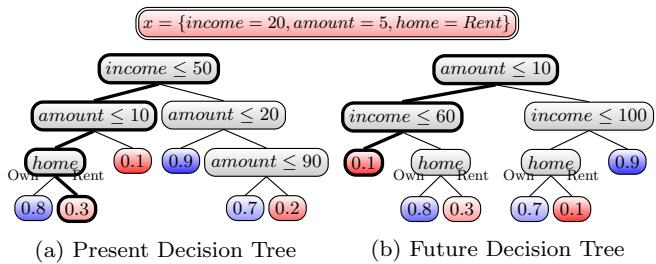 x = {income = 20, amount = 5, home = Rent}
income ≤ 50
amount ≤ 10
amount ≤ 10
amount ≤ 20
income ≤ 60
income ≤ 100
home
0.1
0.9
amount ≤ 90
0.1
home
home
0.9
Own
Rent
Own
Rent
Own
Rent
0.8
0.3
0.7
0.2
0.8
0.3
0.7
0.1
(a) Present Decision Tree
(b) Future Decision Tree